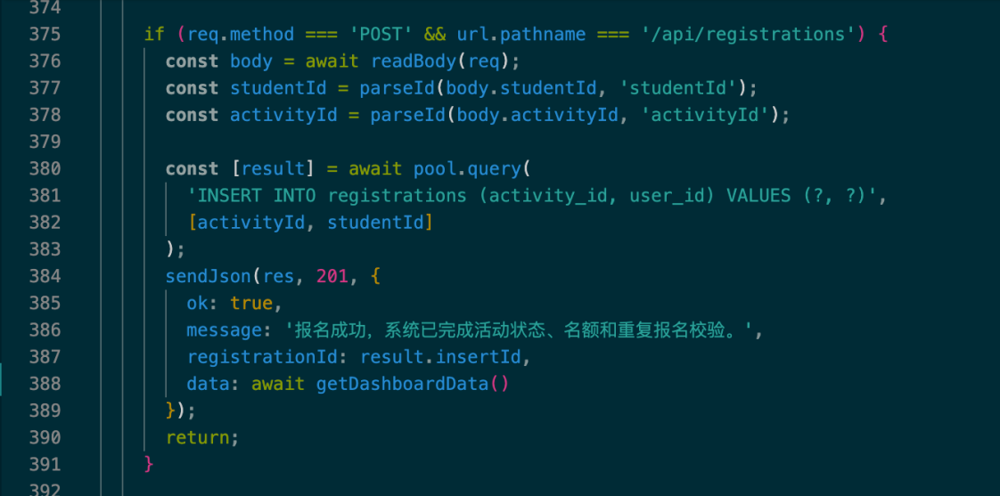 374
375 if (req.method === 'POST' && url.pathname === '/api/registrations') {
376 const body = await readBody(req);
377 const studentId = parseId(body.studentId, 'studentId');
378 const activityId = parseId(body.activityId, 'activityId');
379
380 const [result] = await pool.query(
381 'INSERT INTO registrations (activity_id, user_id) VALUES (?, ?)',
382 [activityId, studentId]
383 );
384 sendJson(res, 201, {
385 ok: true,
386 message: '报名成功，系统已完成活动状态、名额和重复报名校验。',
387 registrationId: result.insertId,
388 data: await getDashboardData()
389 });
390 return;
391 }
392